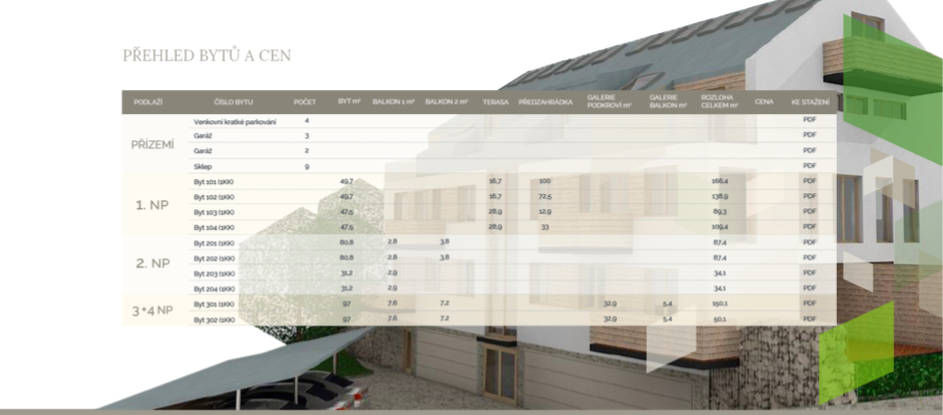 PŘEHLED BYTŮ A CEN
PODLAŽÍ ČÍSLO BYTU POČET BYT m² BALKON 1 m² BALKON 2 m² TERASA PŘEDZAHRÁDKA GALERIE PODKROVÍ m² GALERIE BALKON m² ROZLOHA CELKEM m² CENA KE STAŽENÍ
PŘÍZEMÍ
Venkovní krátké parkování 4 PDF
Garáž 3 PDF
Garáž 2 PDF
Sklep 9 PDF
1. NP
Byt 101 (1KK) 49,7 16,7 100 166,4 PDF
Byt 102 (1KK) 49,7 16,7 72,5 138,9 PDF
Byt 103 (1KK) 47,5 28,9 12,9 89,3 PDF
Byt 104 (1KK) 47,5 28,9 33 109,4 PDF
2. NP
Byt 201 (1KK) 80,8 2,8 3,8 87,4 PDF
Byt 202 (1KK) 80,8 2,8 3,8 87,4 PDF
Byt 203 (1KK) 31,2 2,9 34,1 PDF
Byt 204 (1KK) 31,2 2,9 34,1 PDF
3+4 NP
Byt 301 (1KK) 97 7,6 7,2 32,9 5,4 150,1 PDF
Byt 302 (1KK) 97 7,6 7,2 32,9 5,4 50,1 PDF